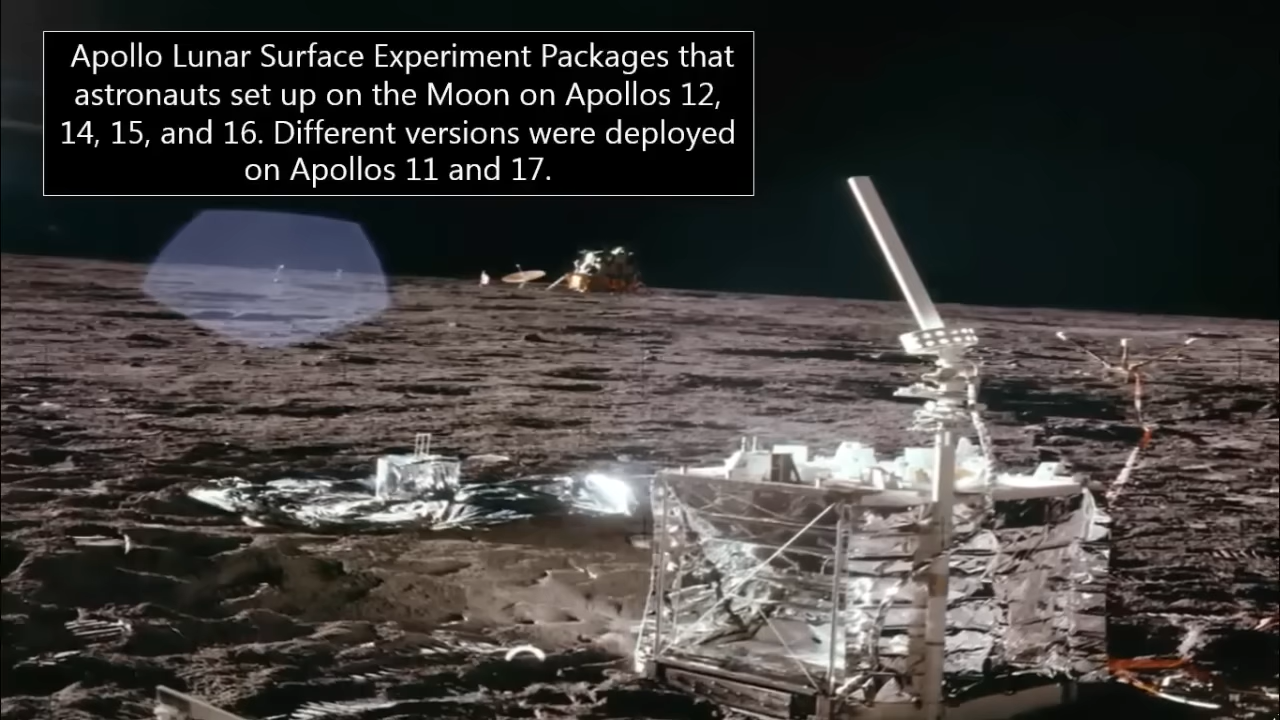 Apollo Lunar Surface Experiment Packages that
astronauts set up on the Moon on Apollos 12,
14, 15, and 16. Different versions were deployed
on Apollos 11 and 17.